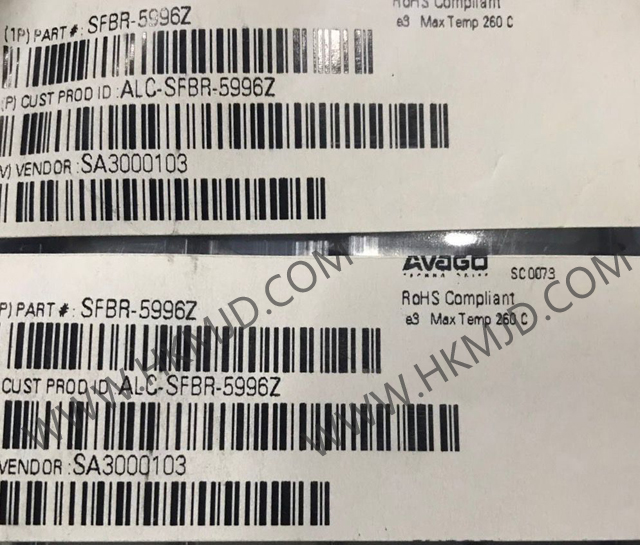 (1P) PART #: SFBR-5996Z
RoHS Compliant
e3 Max Temp 260 C
(P) CUST PROD ID : ALC-SFBR-5996Z
V) VENDOR : SA3000103
AVAGO
SC0073
P) PART #: SFBR-5996Z
RoHS Compliant
e3 Max Temp 260 C
CUST PROD ID : ALC-SFBR-5996Z
VENDOR : SA3000103
WWW.HKMJD.COM
WWW.HKMJD.COM